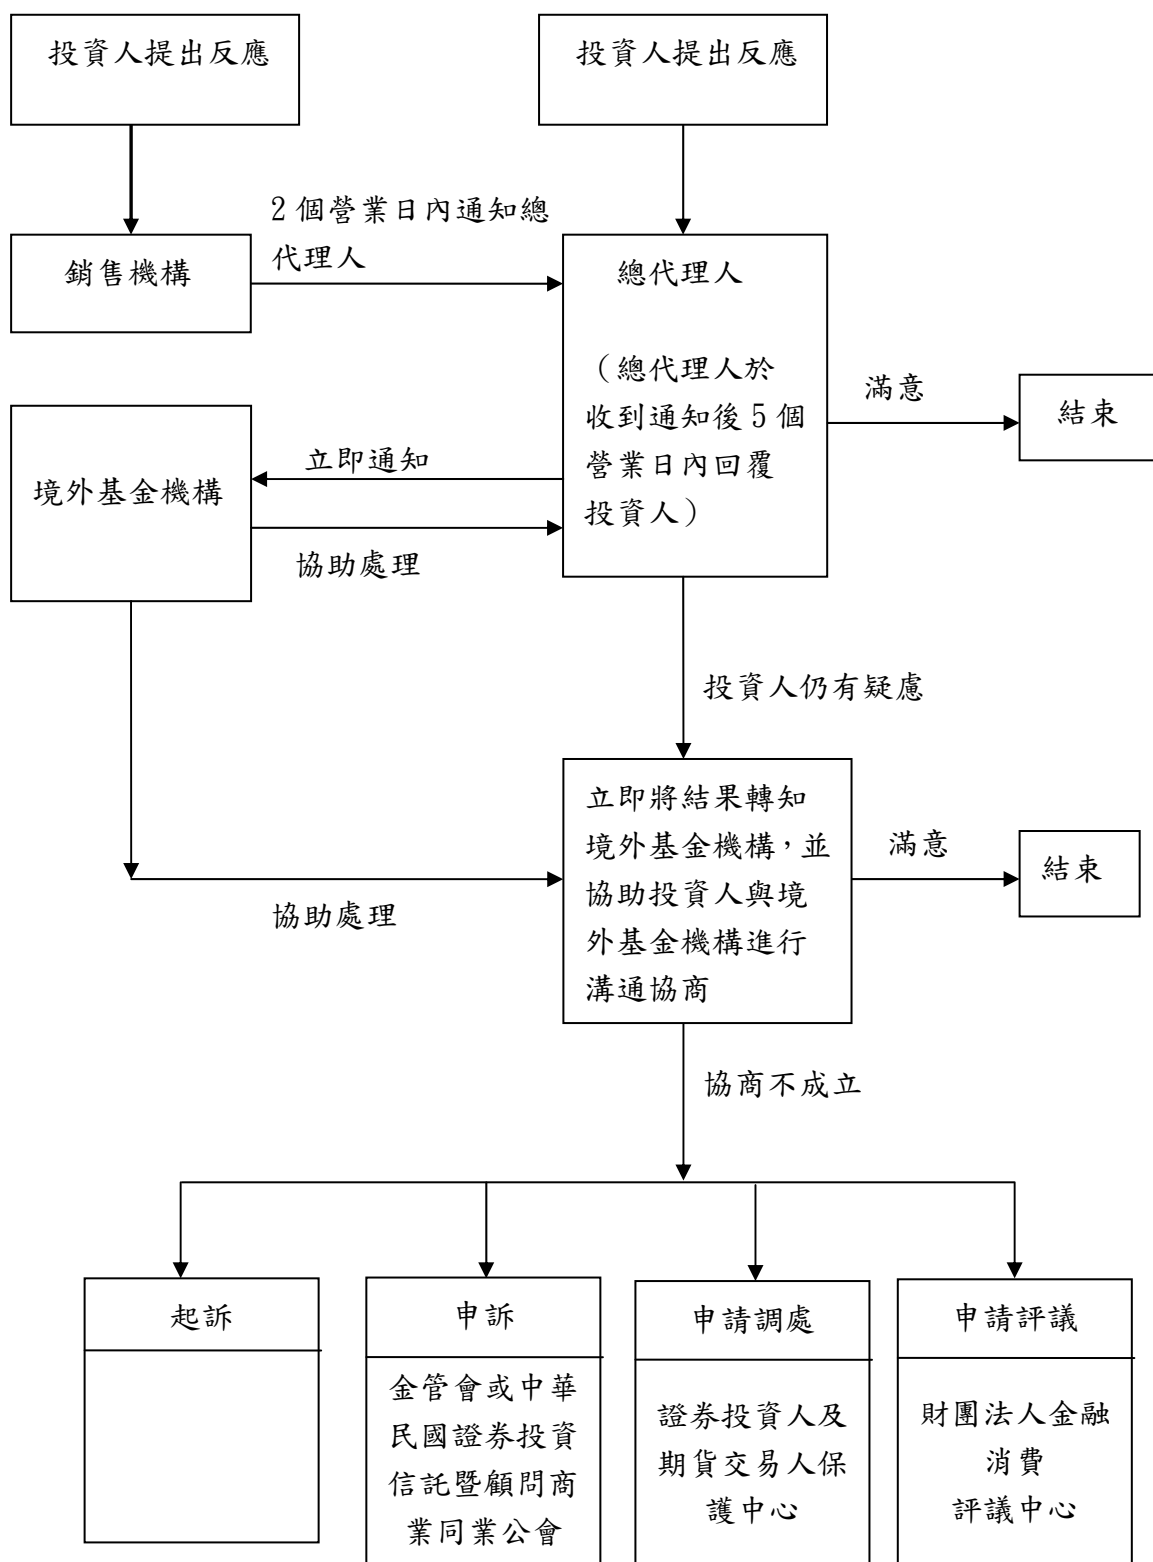 投資人提出反應
投資人提出反應
2個營業日內通知總
代理人
銷售機構
總代理人
（總代理人於
收到通知後5個
營業日內回覆
投資人）
滿意
結束
立即通知
境外基金機構
協助處理
投資人仍有疑慮
立即將結果轉知
境外基金機構，並
協助投資人與境
外基金機構進行
溝通協商
滿意
結束
協助處理
協商不成立
起訴
申訴
金管會或中華
民國證券投資
信託暨顧問商
業同業公會
申請調處
證券投資人及
期貨交易人保
護中心
申請評議
財團法人金融
消費
評議中心